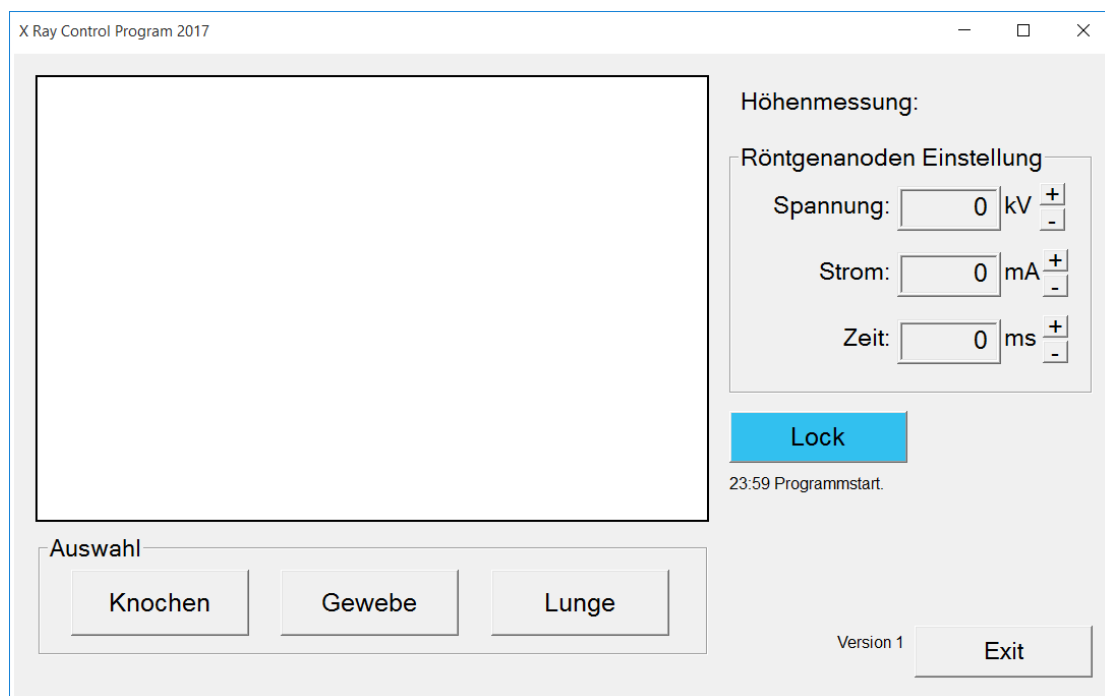 X Ray Control Program 2017
Höhenmessung:
Röntgenanoden Einstellung
Spannung: 0 kV +
-
Strom: 0 mA +
-
Zeit: 0 ms +
-
Lock
23:59 Programmstart.
Auswahl
Knochen Gewebe Lunge
Version 1 Exit